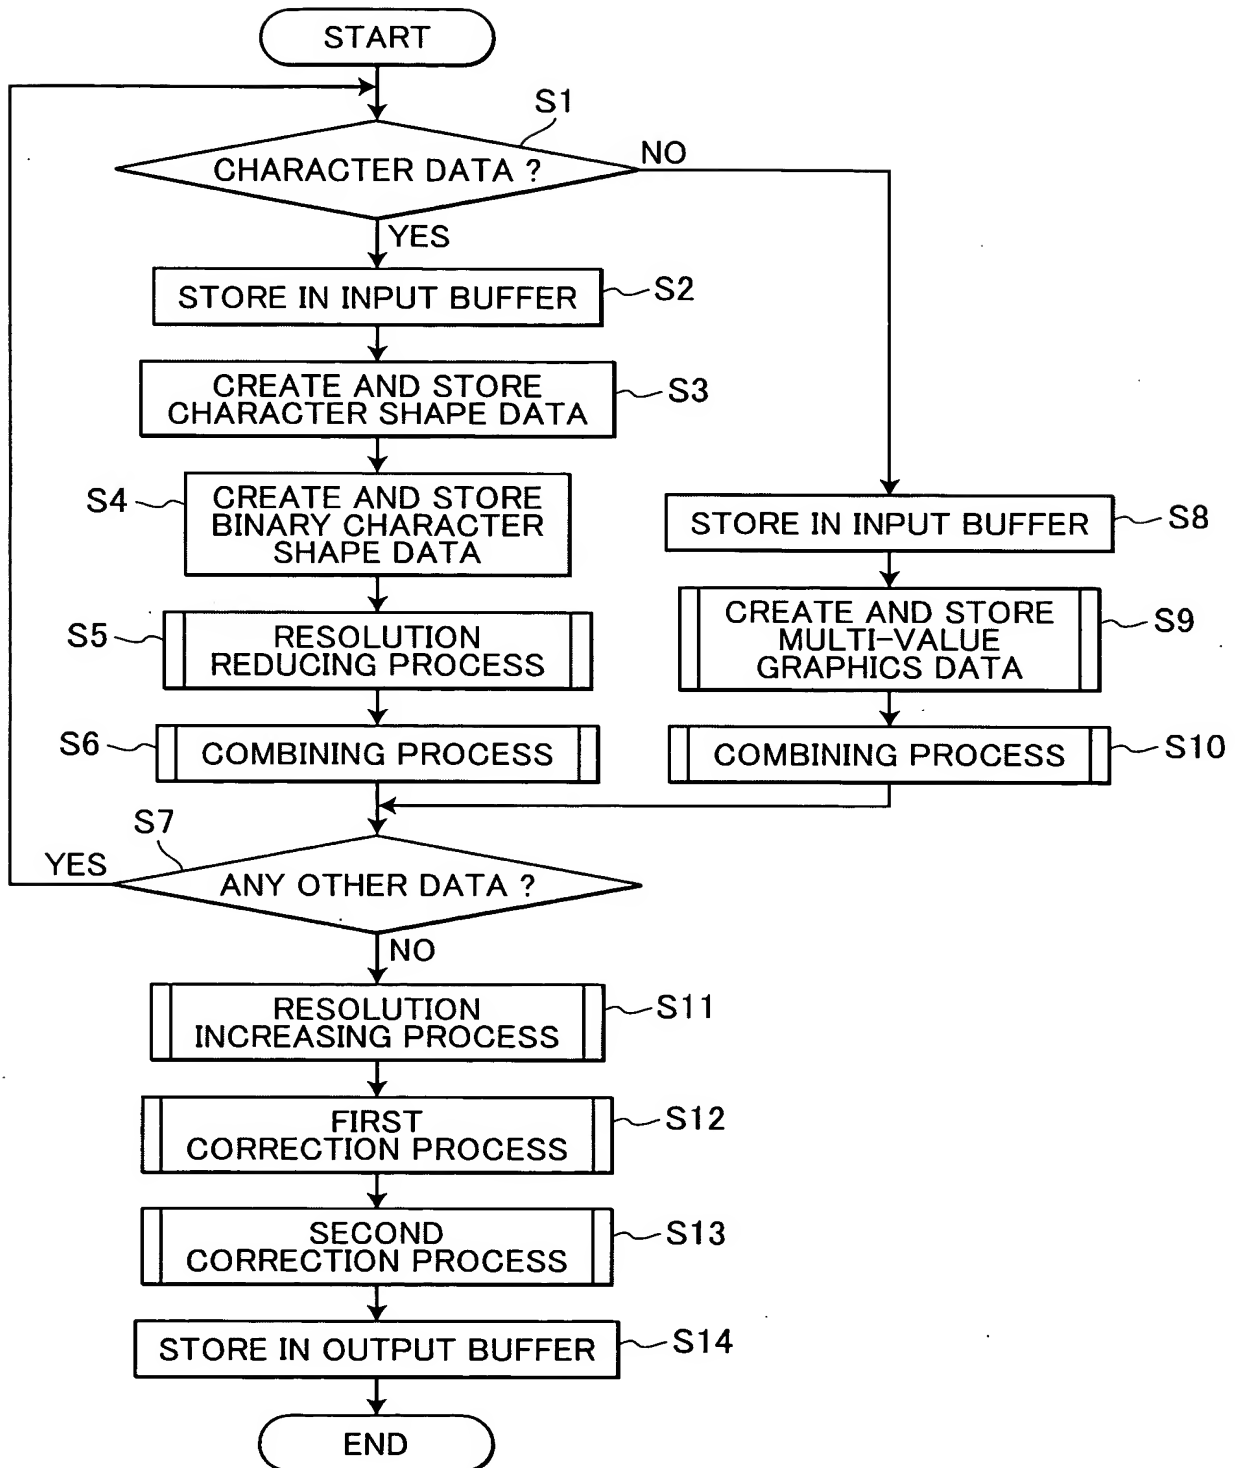 START
S1
CHARACTER DATA ?
NO
YES
STORE IN INPUT BUFFER
S2
CREATE AND STORE
CHARACTER SHAPE DATA
S3
S4
CREATE AND STORE
BINARY CHARACTER
SHAPE DATA
STORE IN INPUT BUFFER
S8
S5
RESOLUTION
REDUCING PROCESS
CREATE AND STORE
MULTI-VALUE
GRAPHICS DATA
S9
S6
COMBINING PROCESS
COMBINING PROCESS
S10
S7
YES
ANY OTHER DATA ?
NO
RESOLUTION
INCREASING PROCESS
S11
FIRST
CORRECTION PROCESS
S12
SECOND
CORRECTION PROCESS
S13
STORE IN OUTPUT BUFFER
S14
END